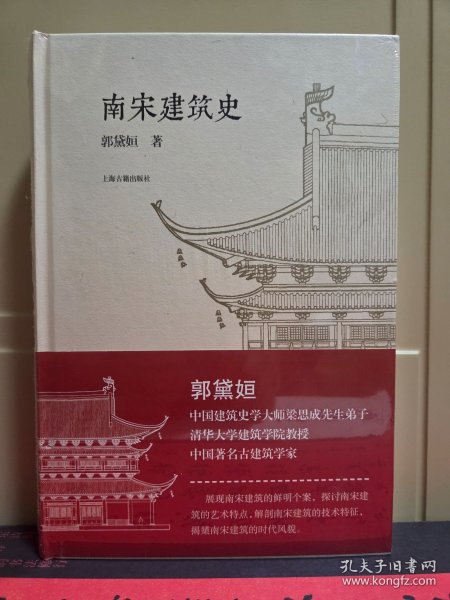 南宋建筑史
郭黛姮 著
上海古籍出版社
郭黛姮
中国建筑史学大师梁思成先生弟子
清华大学建筑学院教授
中国著名古建筑学家
展现南宋建筑的鲜明个案，探讨南宋建
筑的艺术特点，解剖南宋建筑的技术特征，
揭橥南宋建筑的时代风貌。
孔夫子旧书网
www.kongfz.com